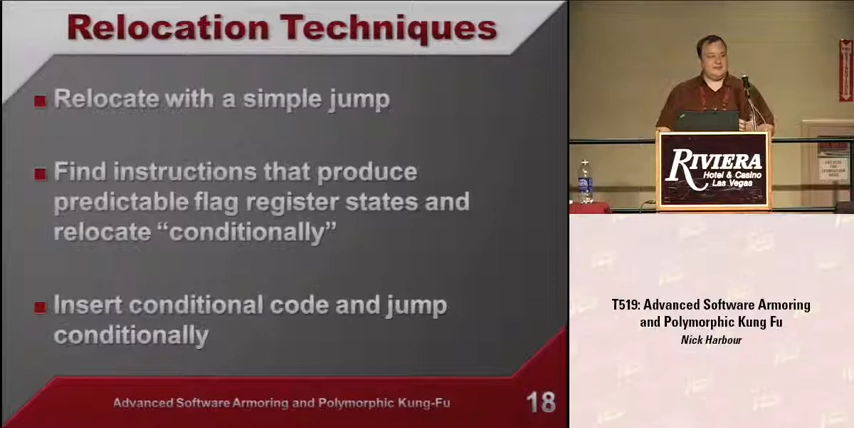 Relocation Techniques
Relocate with a simple jump
Find instructions that produce
predictable flag register states and
relocate “conditionally”
Insert conditional code and jump
conditionally
Advanced Software Armoring and Polymorphic Kung-Fu
18
RIVIERA
Hotel & Casino
Las Vegas
T519: Advanced Software Armoring
and Polymorphic Kung Fu
Nick Harbour